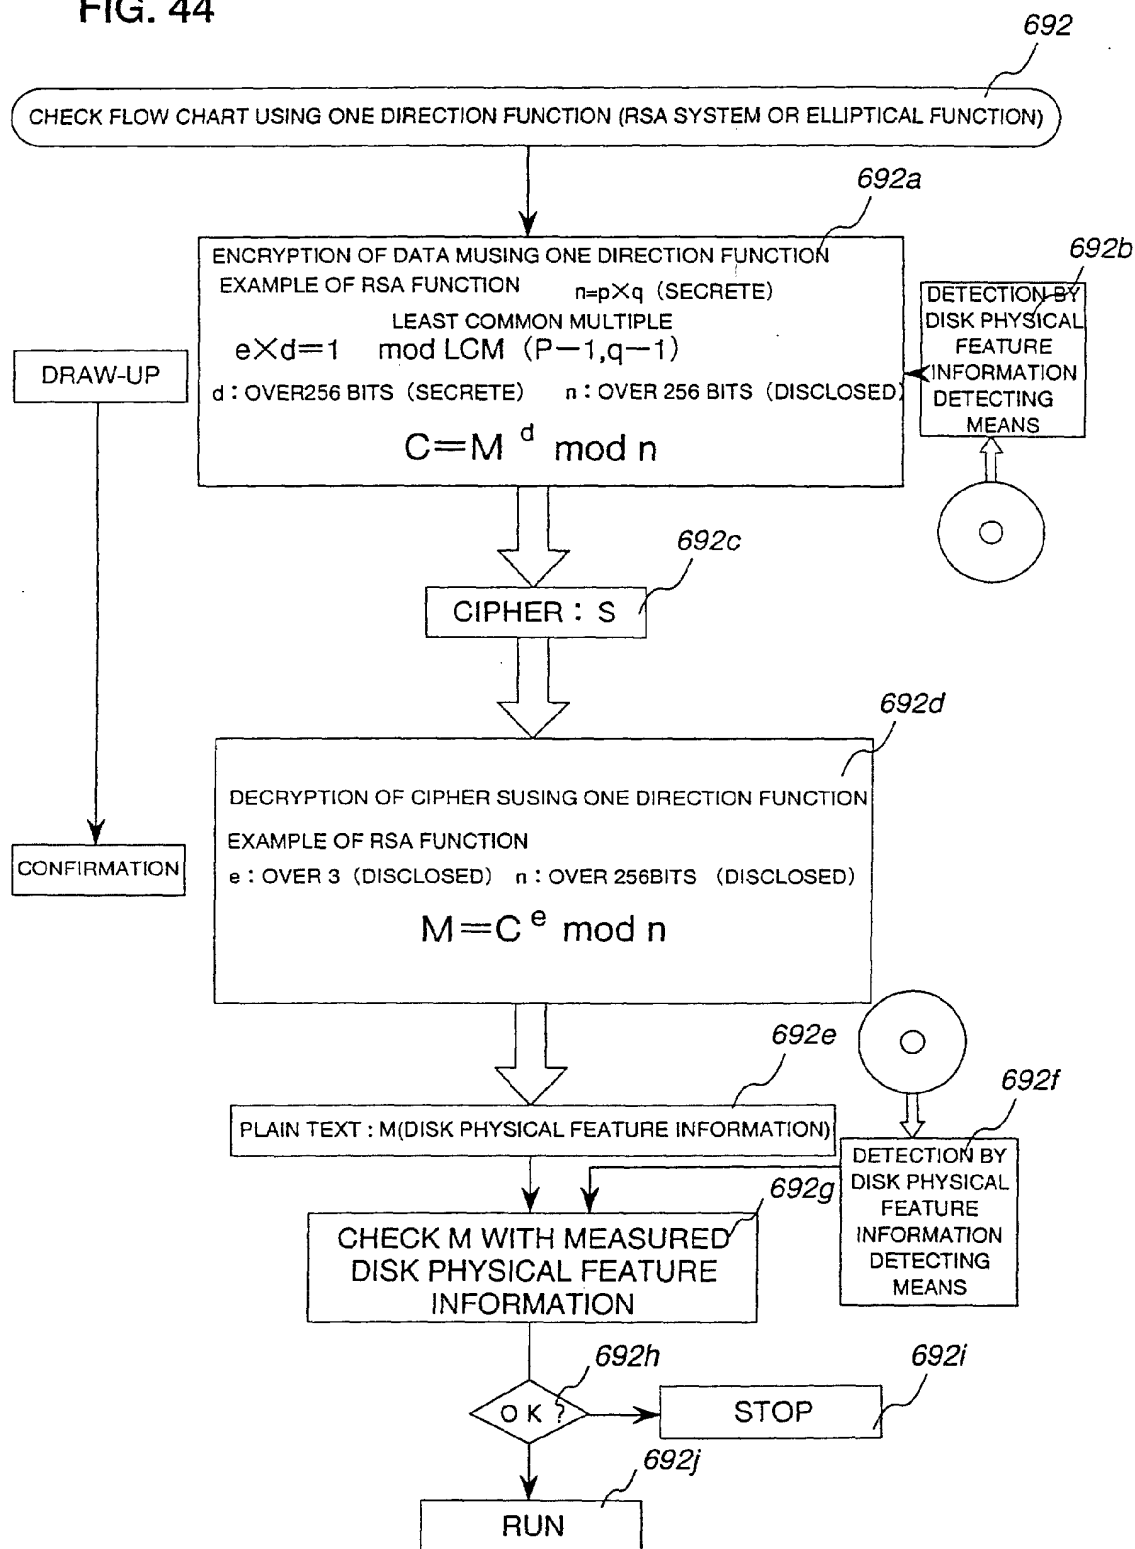 FIG. 44
692
CHECK FLOW CHART USING ONE DIRECTION FUNCTION (RSA SYSTEM OR ELLIPTICAL FUNCTION)
692a
ENCRYPTION OF DATA MUSING ONE DIRECTION FUNCTION
EXAMPLE OF RSA FUNCTION n=p×q (SECRETE)
LEAST COMMON MULTIPLE
e×d=1 mod LCM (P−1,q−1)
d : OVER256 BITS (SECRETE) n : OVER 256 BITS (DISCLOSED)
C=M d mod n
692b
DETECTION BY
DISK PHYSICAL
FEATURE
INFORMATION
DETECTING
MEANS
DRAW-UP
692c
CIPHER : S
692d
DECRYPTION OF CIPHER SUSING ONE DIRECTION FUNCTION
EXAMPLE OF RSA FUNCTION
e : OVER 3 (DISCLOSED) n : OVER 256BITS (DISCLOSED)
M=C e mod n
CONFIRMATION
692e
PLAIN TEXT : M(DISK PHYSICAL FEATURE INFORMATION)
692f
DETECTION BY
DISK PHYSICAL
FEATURE
INFORMATION
DETECTING
MEANS
692g
CHECK M WITH MEASURED
DISK PHYSICAL FEATURE
INFORMATION
692h
OK ?
692i
STOP
692j
RUN